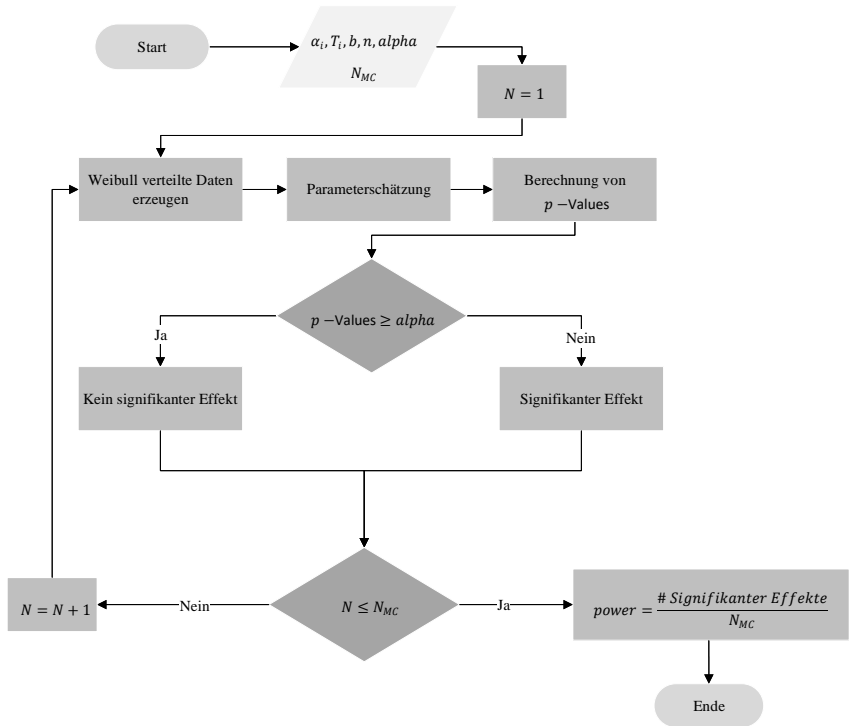 Start
α_i, T_i, b, n, alpha
N_MC
N = 1
Weibull verteilte Daten
erzeugen
Parameterschätzung
Berechnung von
p −Values
p −Values ≥ alpha
Ja
Nein
Kein signifikanter Effekt
Signifikanter Effekt
N = N + 1
Nein
N ≤ N_MC
Ja
power = # Signifikanter Effekte
N_MC
Ende